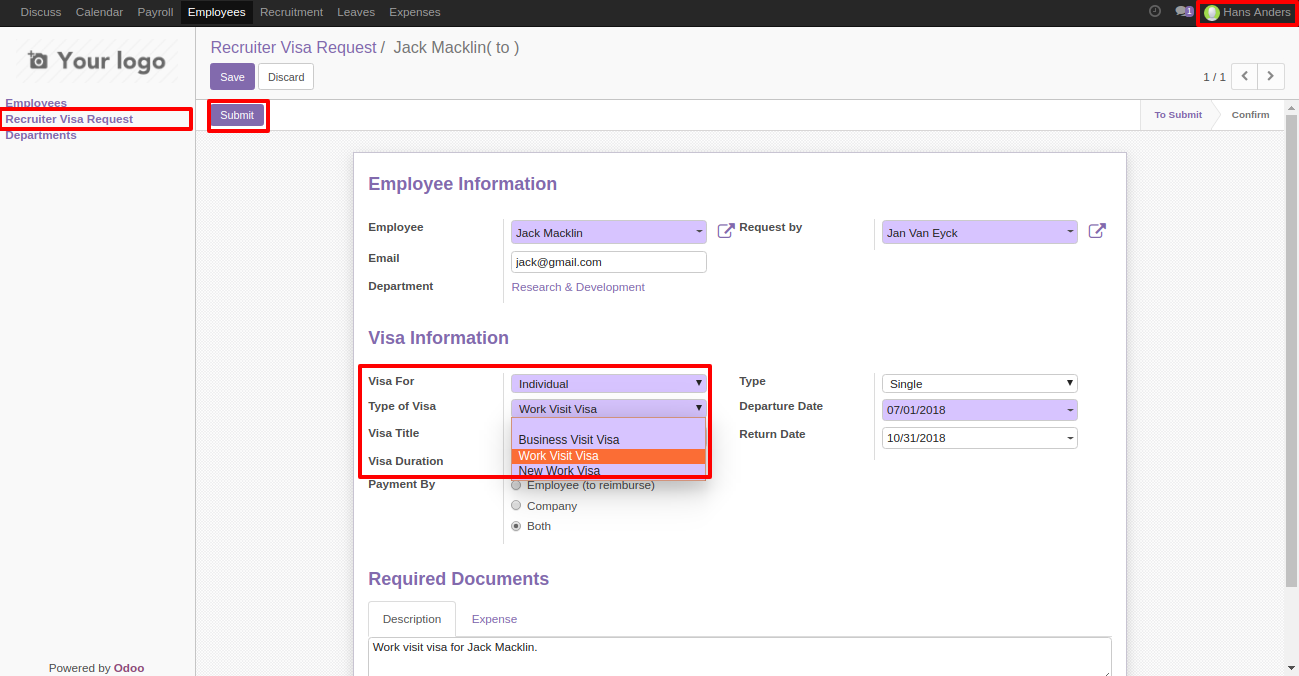 Discuss Calendar Payroll Employees Recruitment Leaves Expenses 1 Hans Anders
Your logo
Employees
Recruiter Visa Request
Departments
Powered by Odoo
Recruiter Visa Request / Jack Macklin( to )
Save Discard
1 / 1
Submit
To Submit Confirm
Employee Information
Employee Jack Macklin Request by Jan Van Eyck
Email jack@gmail.com
Department Research & Development
Visa Information
Visa For Individual Type Single
Type of Visa Work Visit Visa Departure Date 07/01/2018
Visa Title Business Visit Visa Return Date 10/31/2018
Work Visit Visa
Visa Duration New Work Visa
Payment By Employee (to reimburse)
Company
Both
Required Documents
Description Expense
Work visit visa for Jack Macklin.